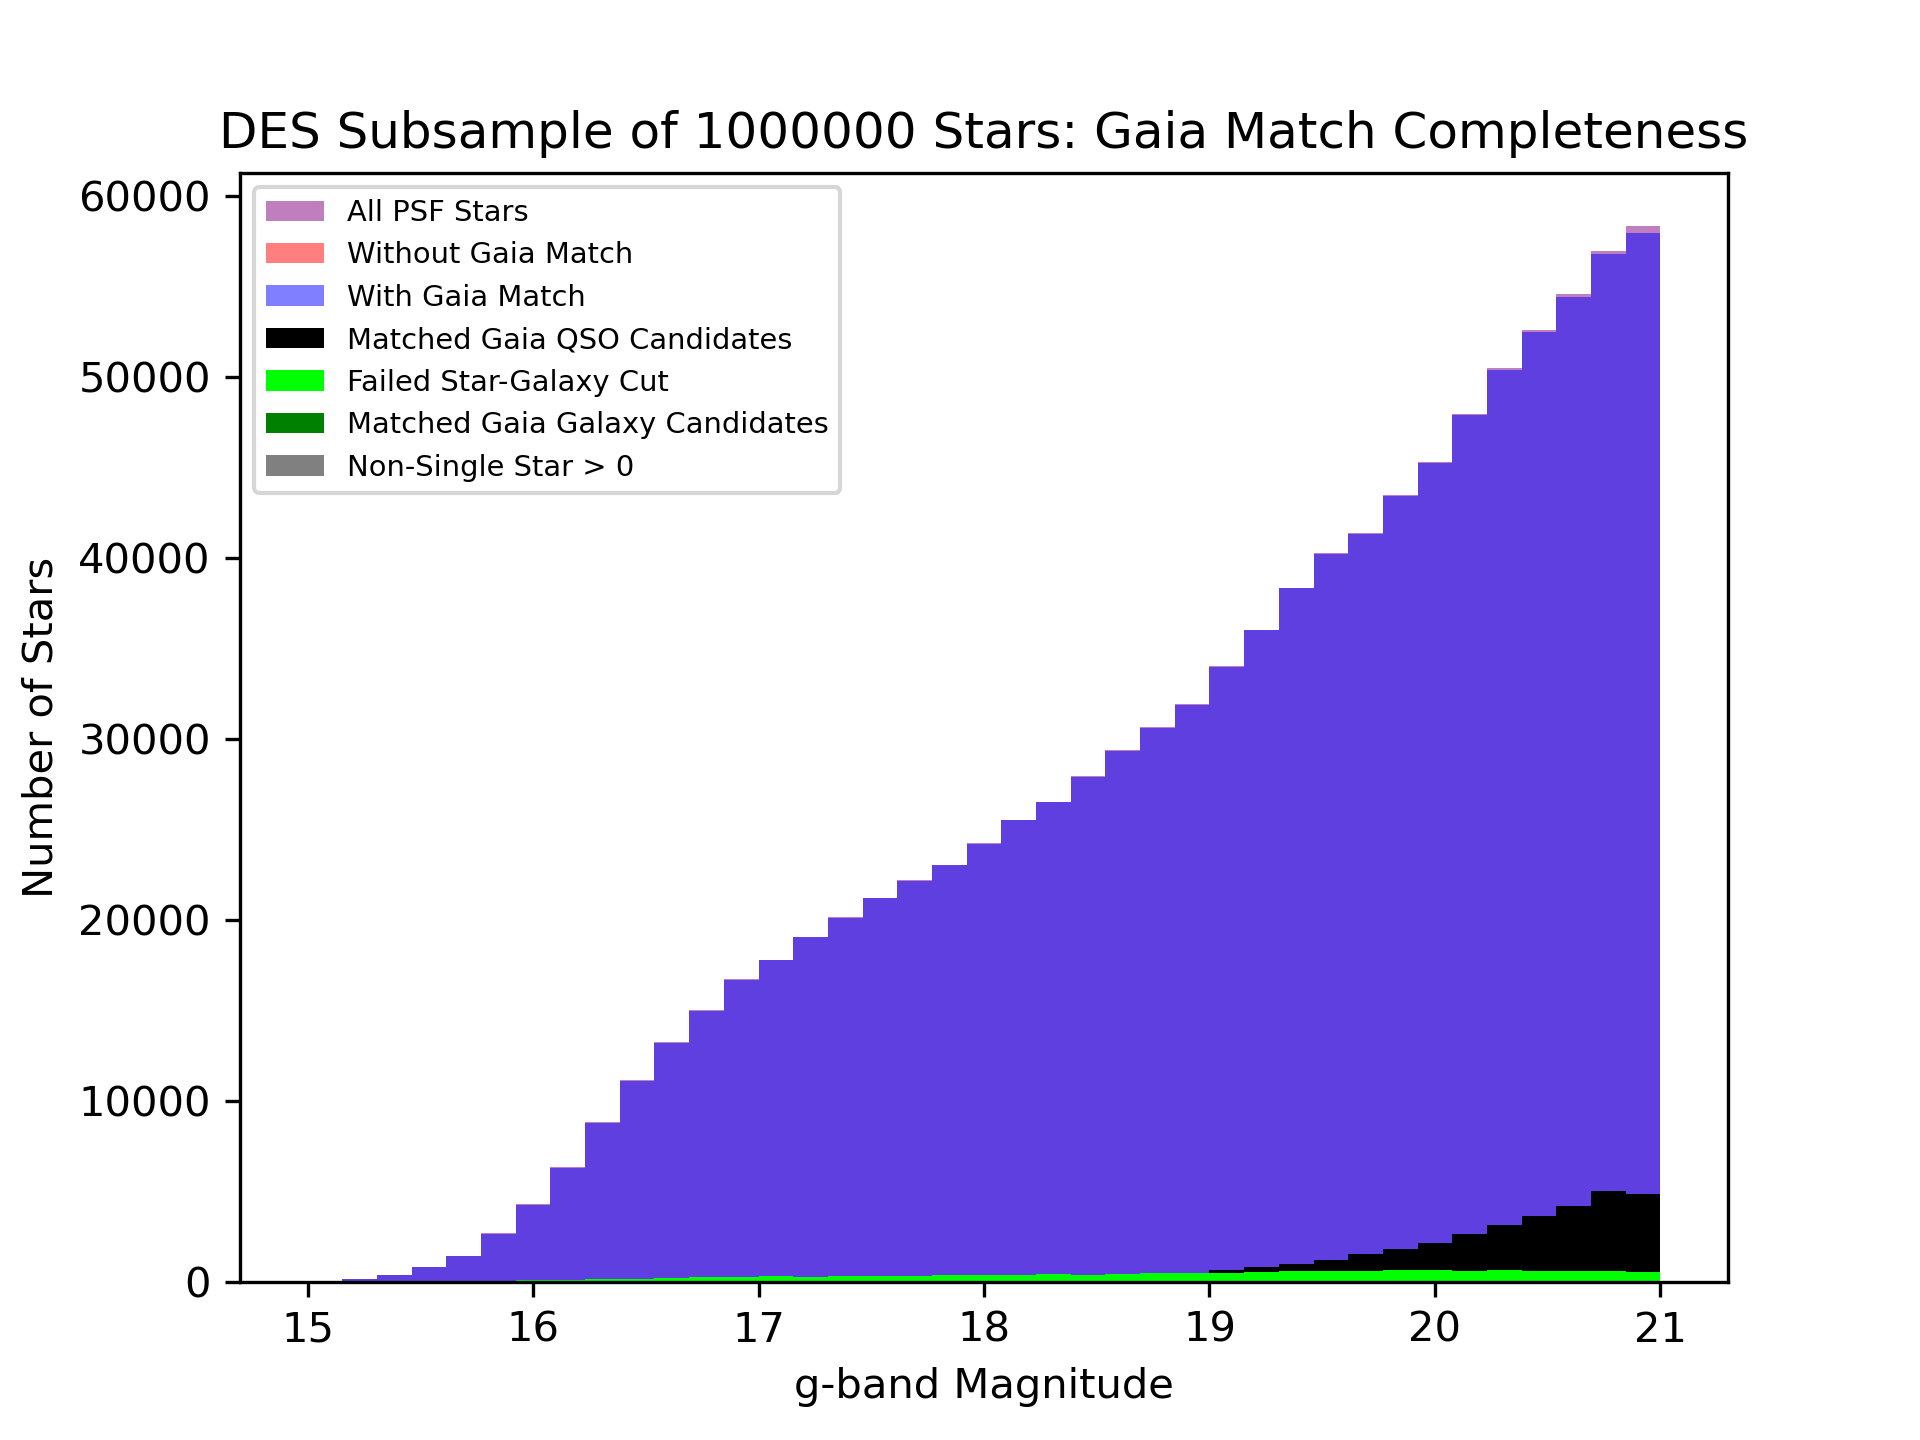 DES Subsample of 1000000 Stars: Gaia Match Completeness
All PSF Stars
Without Gaia Match
With Gaia Match
Matched Gaia QSO Candidates
Failed Star-Galaxy Cut
Matched Gaia Galaxy Candidates
Non-Single Star > 0
Number of Stars
60000
50000
40000
30000
20000
10000
0
15 16 17 18 19 20 21
g-band Magnitude